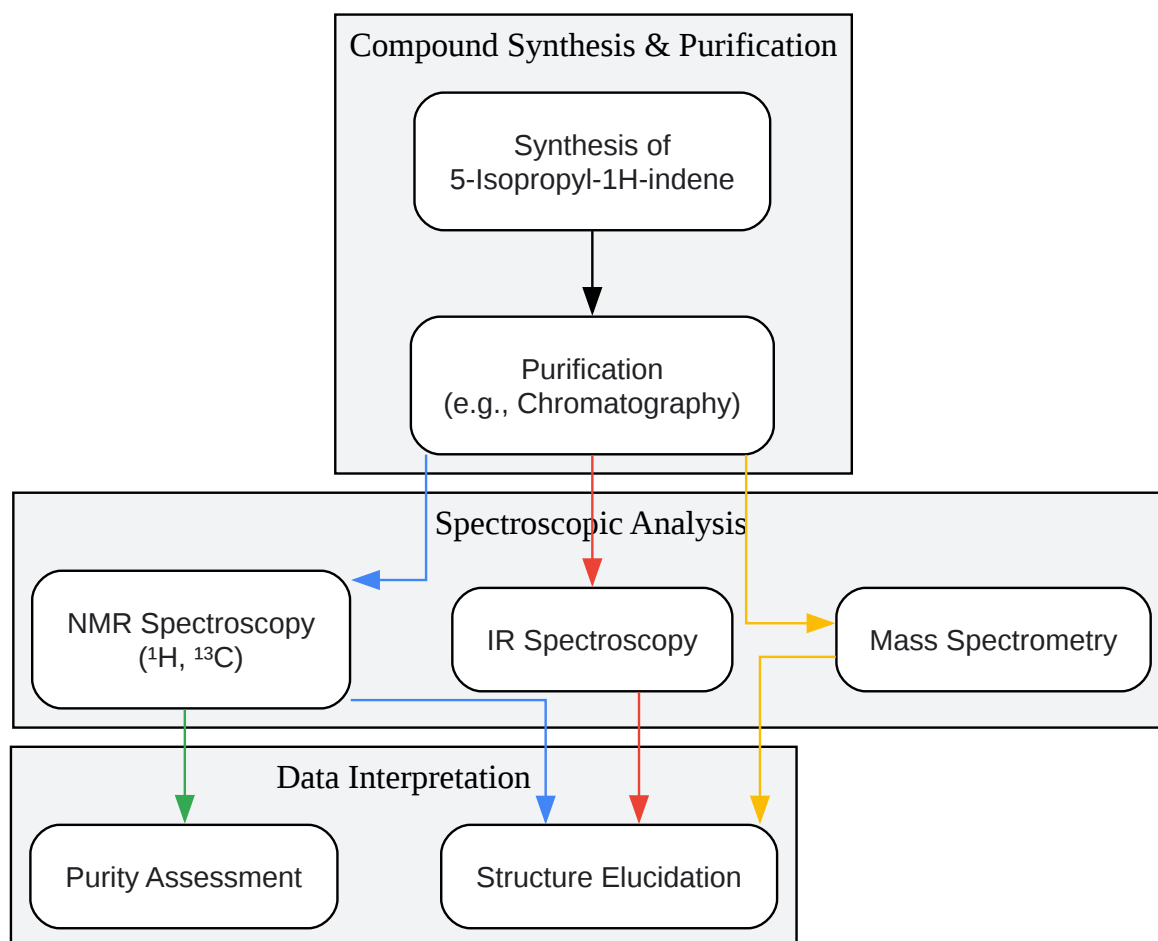 Compound Synthesis & Purification
Synthesis of
5-Isopropyl-1H-indene
Purification
(e.g., Chromatography)
Spectroscopic Analysis
NMR Spectroscopy
(¹H, ¹³C)
IR Spectroscopy
Mass Spectrometry
Data Interpretation
Purity Assessment
Structure Elucidation